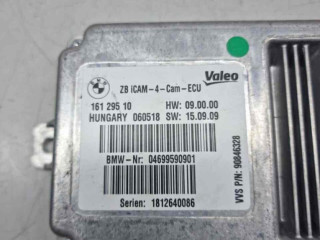 BMW
Valeo
ZB iCAM-4-Cam-ECU
161 295 10 HW: 09.00.00
HUNGARY 060518 SW: 15.09.09
BMW-Nr: 04699590901
Serien: 1812640086
VVS P/N: 90846328